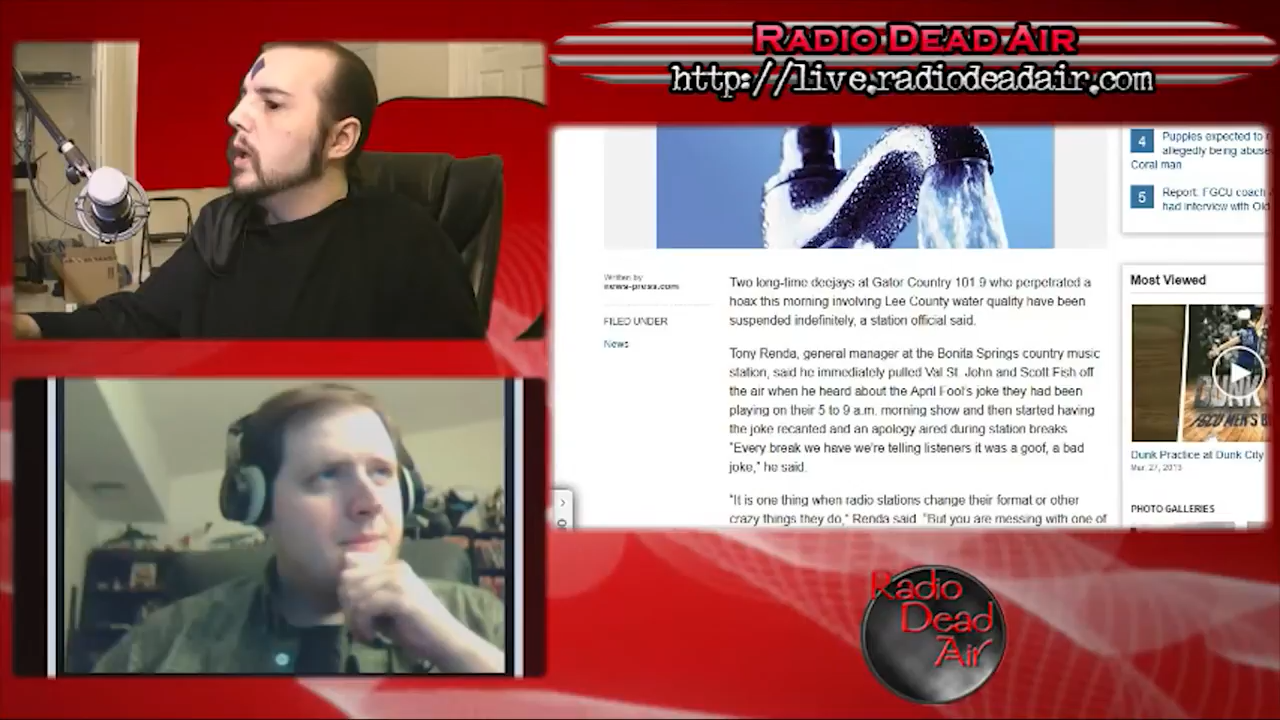 Radio Dead Air
http://live.radiodeadair.com
4
Puppies expected to
allegedly being abuse
Coral man
5
Report: FGCU coach
had interview with Old
Written by
news-press.com
FILED UNDER
News
Two long-time deejays at Gator Country 101.9 who perpetrated a
hoax this morning involving Lee County water quality have been
suspended indefinitely, a station official said.
Tony Renda, general manager at the Bonita Springs country music
station, said he immediately pulled Val St. John and Scott Fish off
the air when he heard about the April Fool's joke they had been
playing on their 5 to 9 a.m. morning show and then started having
the joke recanted and an apology aired during station breaks
"Every break we have we're telling listeners it was a goof, a bad
joke," he said.
"It is one thing when radio stations change their format or other
crazy things they do," Renda said. "But you are messing with one of
Most Viewed
DUNK
FGCU MEN'S B
Dunk Practice at Dunk City
Mar. 27, 2013
PHOTO GALLERIES
Radio
Dead
Air